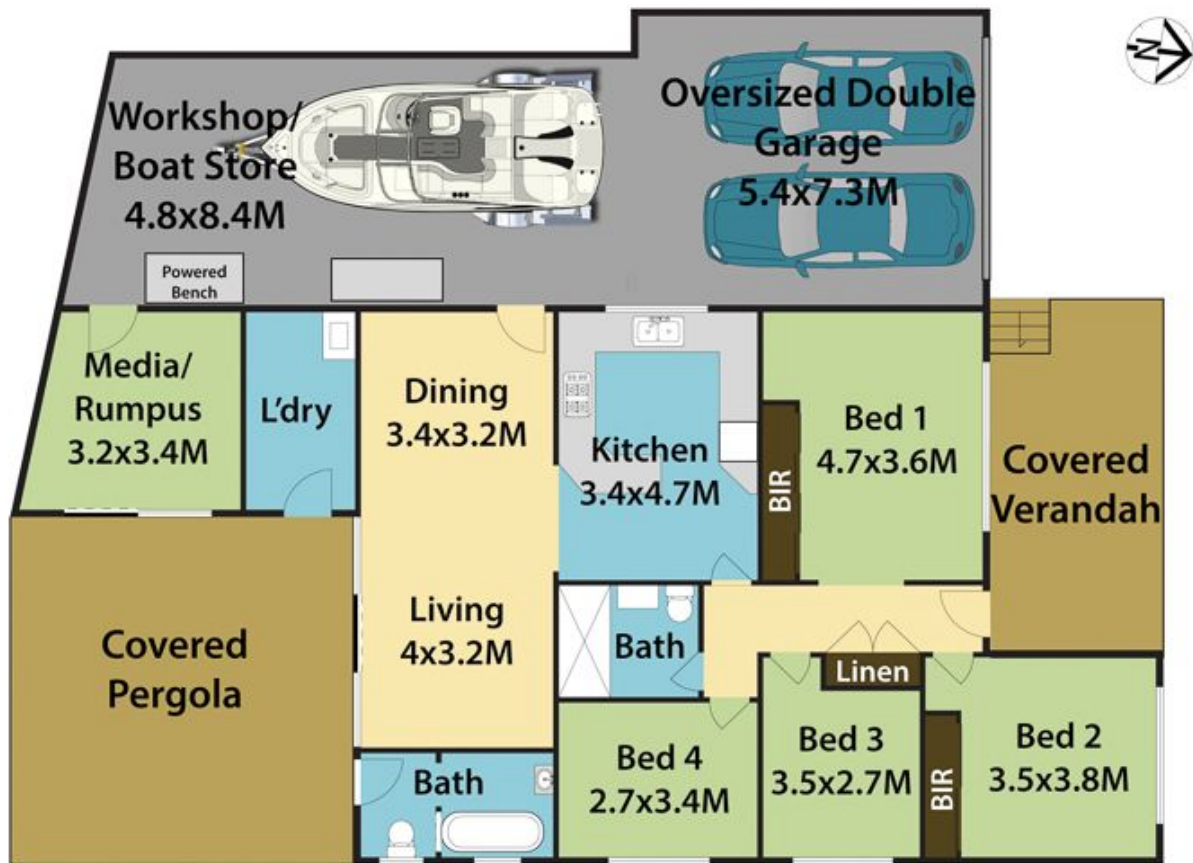 N
Workshop/
Boat Store
4.8x8.4M
Oversized Double
Garage
5.4x7.3M
Powered
Bench
Media/
Rumpus
3.2x3.4M
L'dry
Dining
3.4x3.2M
Kitchen
3.4x4.7M
BIR
Bed 1
4.7x3.6M
Covered
Verandah
Covered
Pergola
Living
4x3.2M
Bath
Linen
Bath
Bed 4
2.7x3.4M
Bed 3
3.5x2.7M
BIR
Bed 2
3.5x3.8M